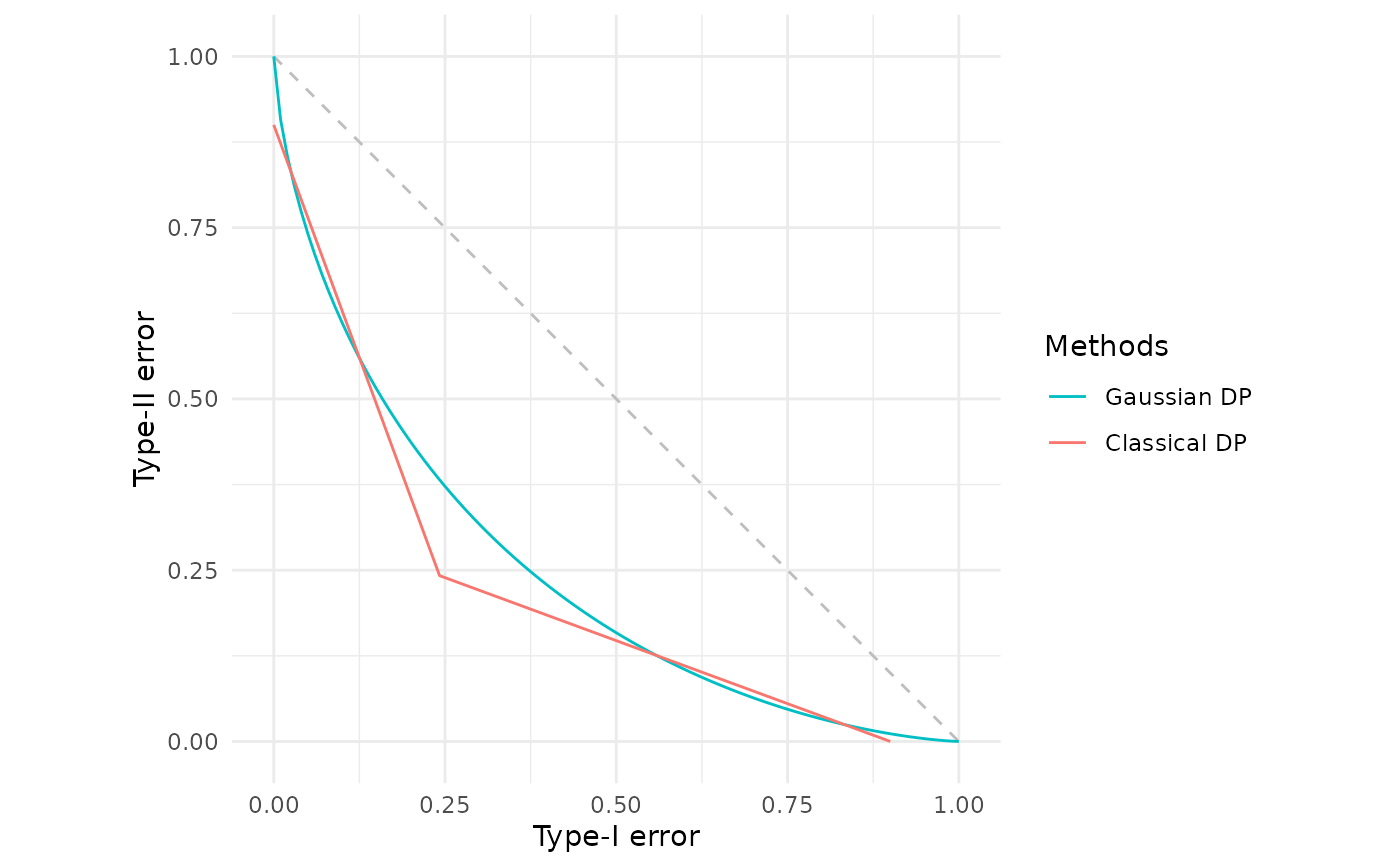 1.00
0.75
0.50
0.25
0.00
Type-II error
0.00 0.25 0.50 0.75 1.00
Type-I error
Methods
Gaussian DP
Classical DP